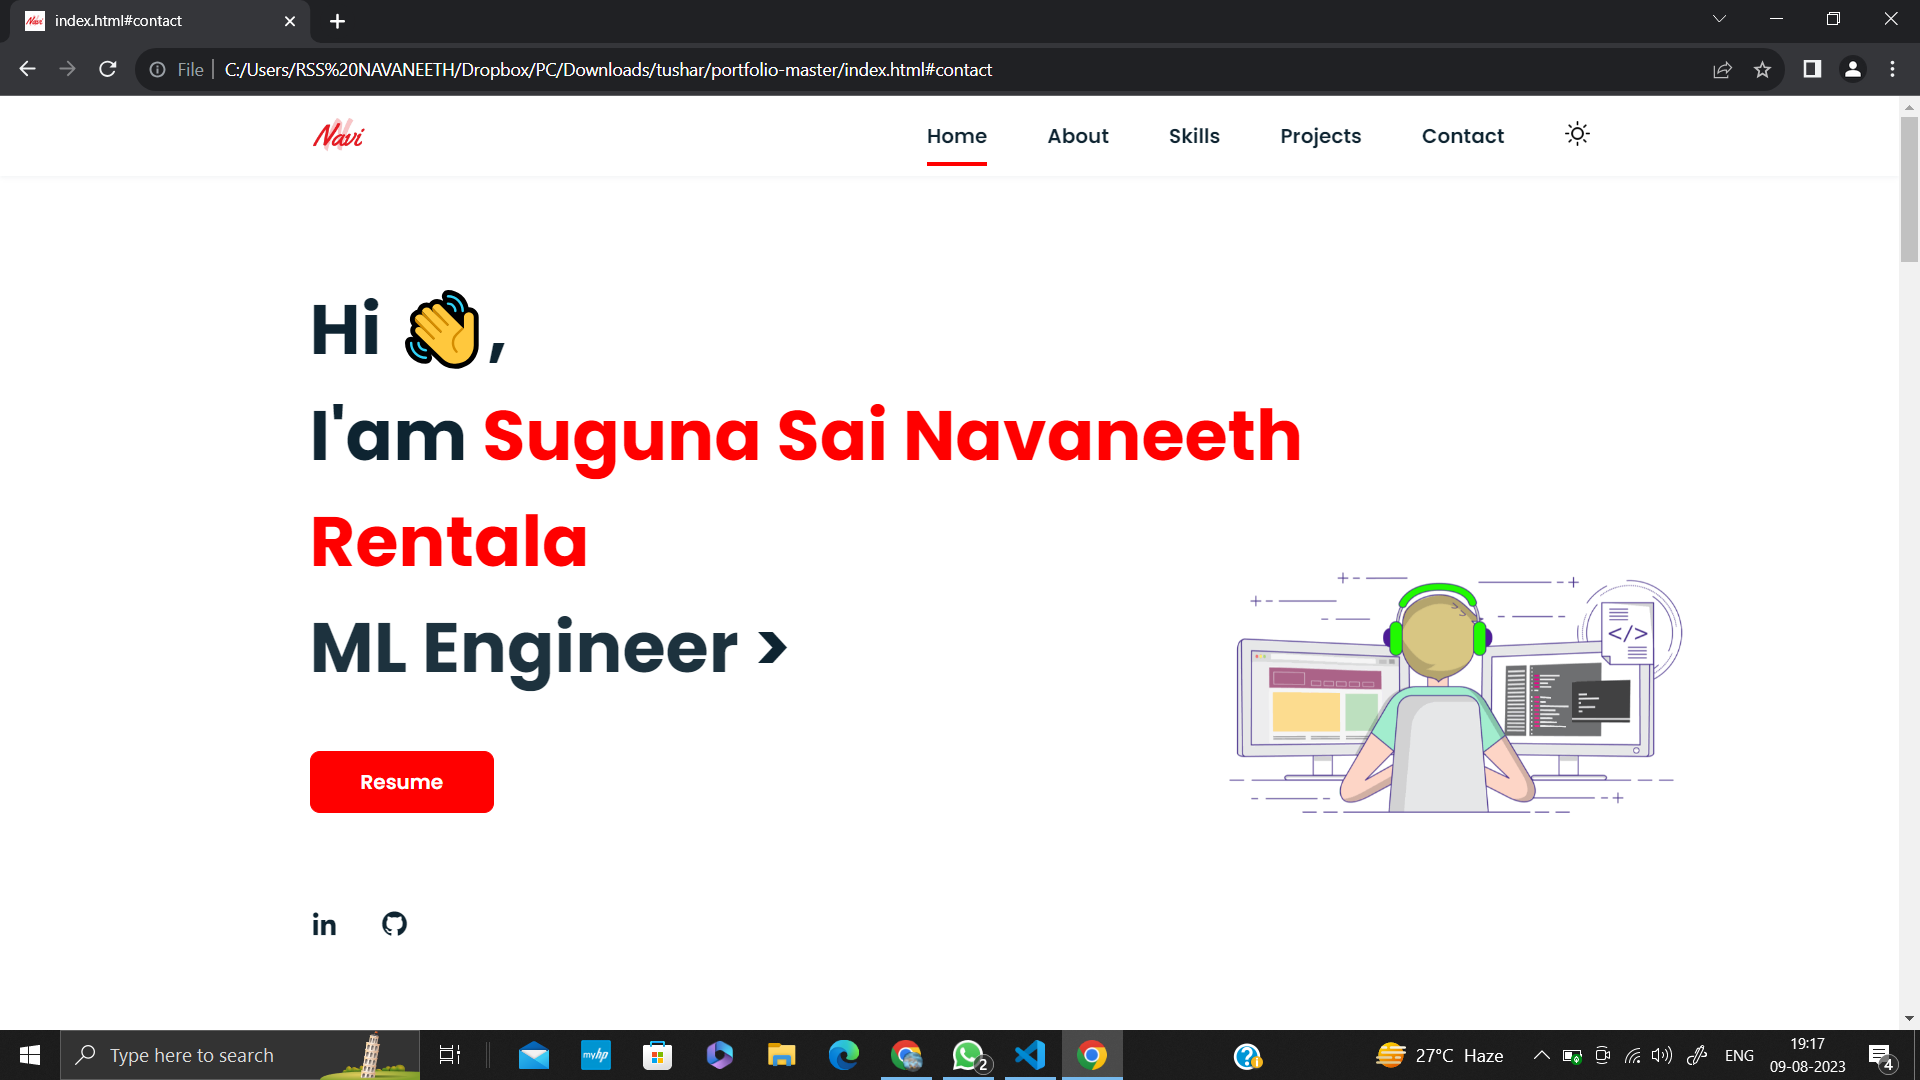 index.html#contact
File
C:/Users/RSS%20NAVANEETH/Dropbox/PC/Downloads/tushar/portfolio-master/index.html#contact
Navi
Home About Skills Projects Contact
Hi 👋,
I'am Suguna Sai Navaneeth
Rentala
ML Engineer >
</>
Resume
in
Type here to search
myhp
2
27°C Haze
ENG
19:17
09-08-2023
4